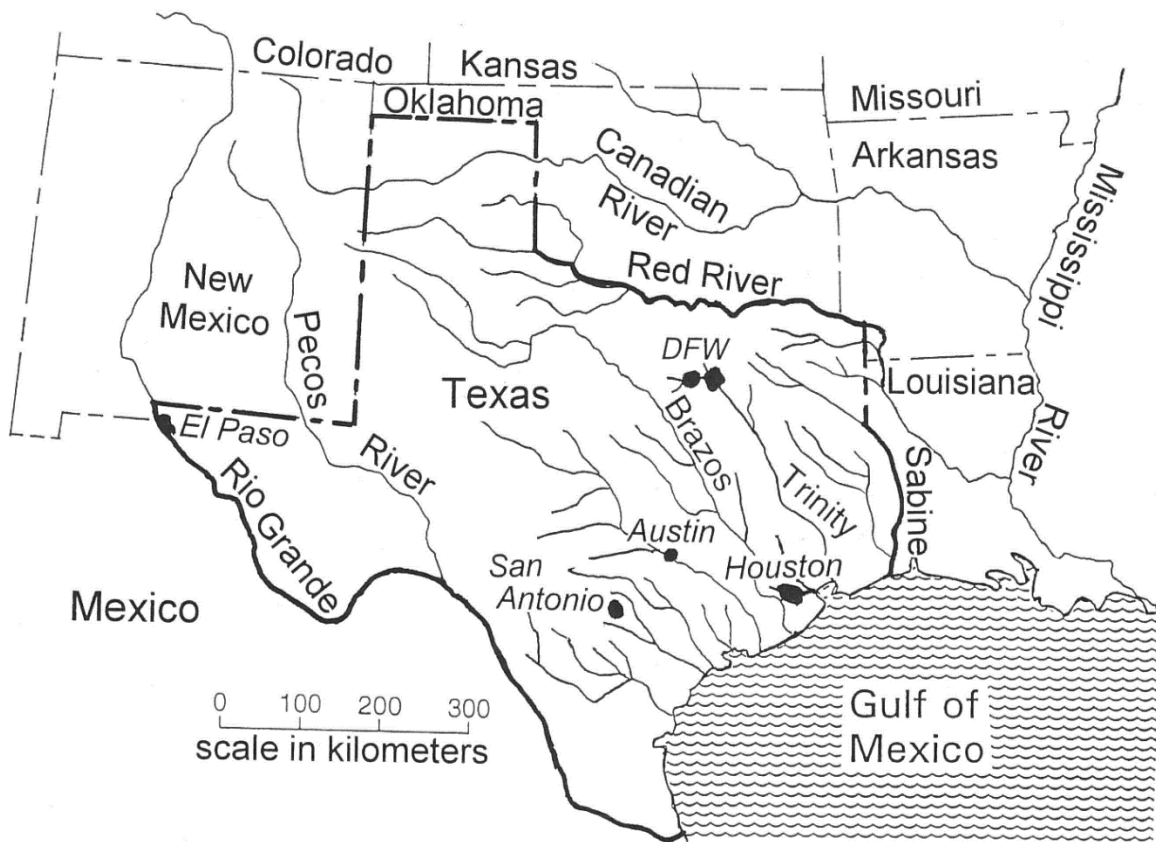 Colorado
Kansas
Oklahoma
Missouri
Arkansas
Canadian
River
Mississippi
River
Red River
New
Mexico
Pecos
River
DFW
Texas
Louisiana
Brazos
El Paso
Rio Grande
Trinity
Sabine
Austin
San
Antonio
Houston
Mexico
0 100 200 300
scale in kilometers
Gulf of
Mexico